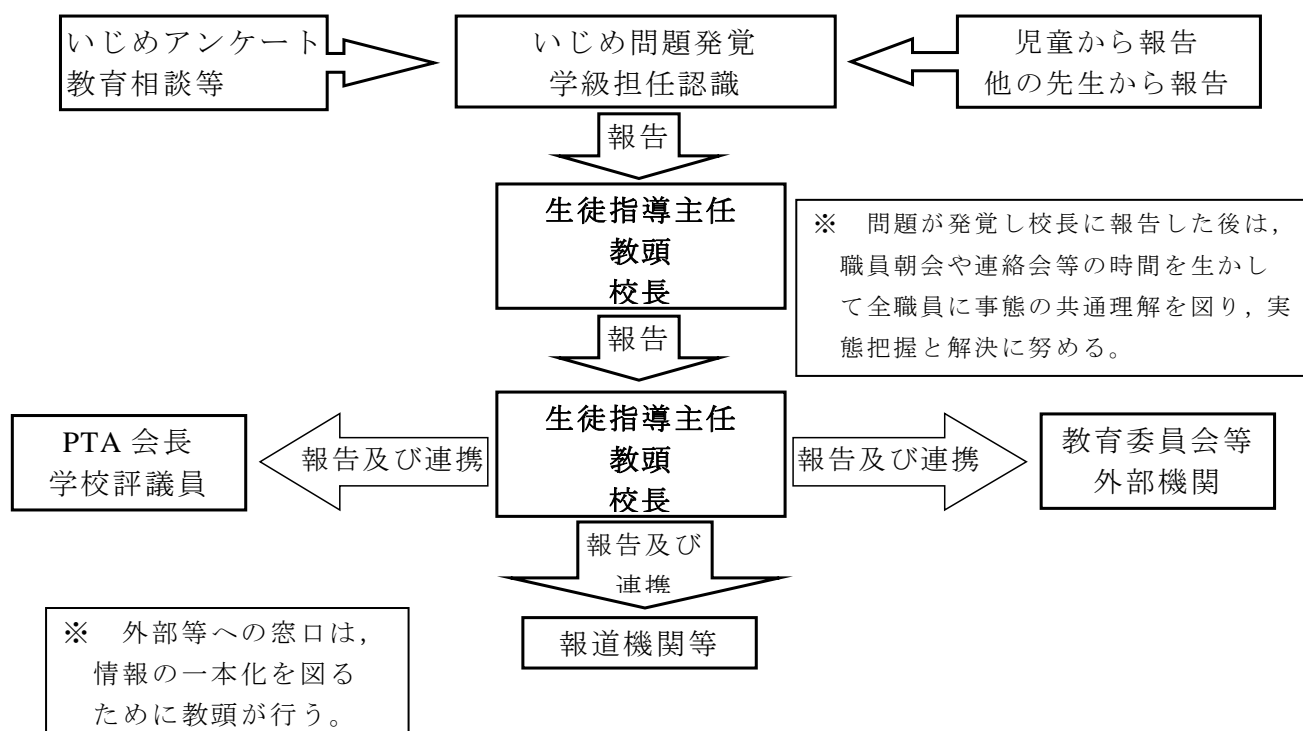 いじめアンケート
教育相談等
いじめ問題発覚
学級担任認識
児童から報告
他の先生から報告
報告
生徒指導主任
教頭
校長
※　問題が発覚し校長に報告した後は，
職員朝会や連絡会等の時間を生かし
て全職員に事態の共通理解を図り，実
態把握と解決に努める。
報告
生徒指導主任
教頭
校長
PTA 会長
学校評議員
報告及び連携
報告及び連携
教育委員会等
外部機関
報告及び
連携
報道機関等
※　外部等への窓口は，
情報の一本化を図る
ために教頭が行う。